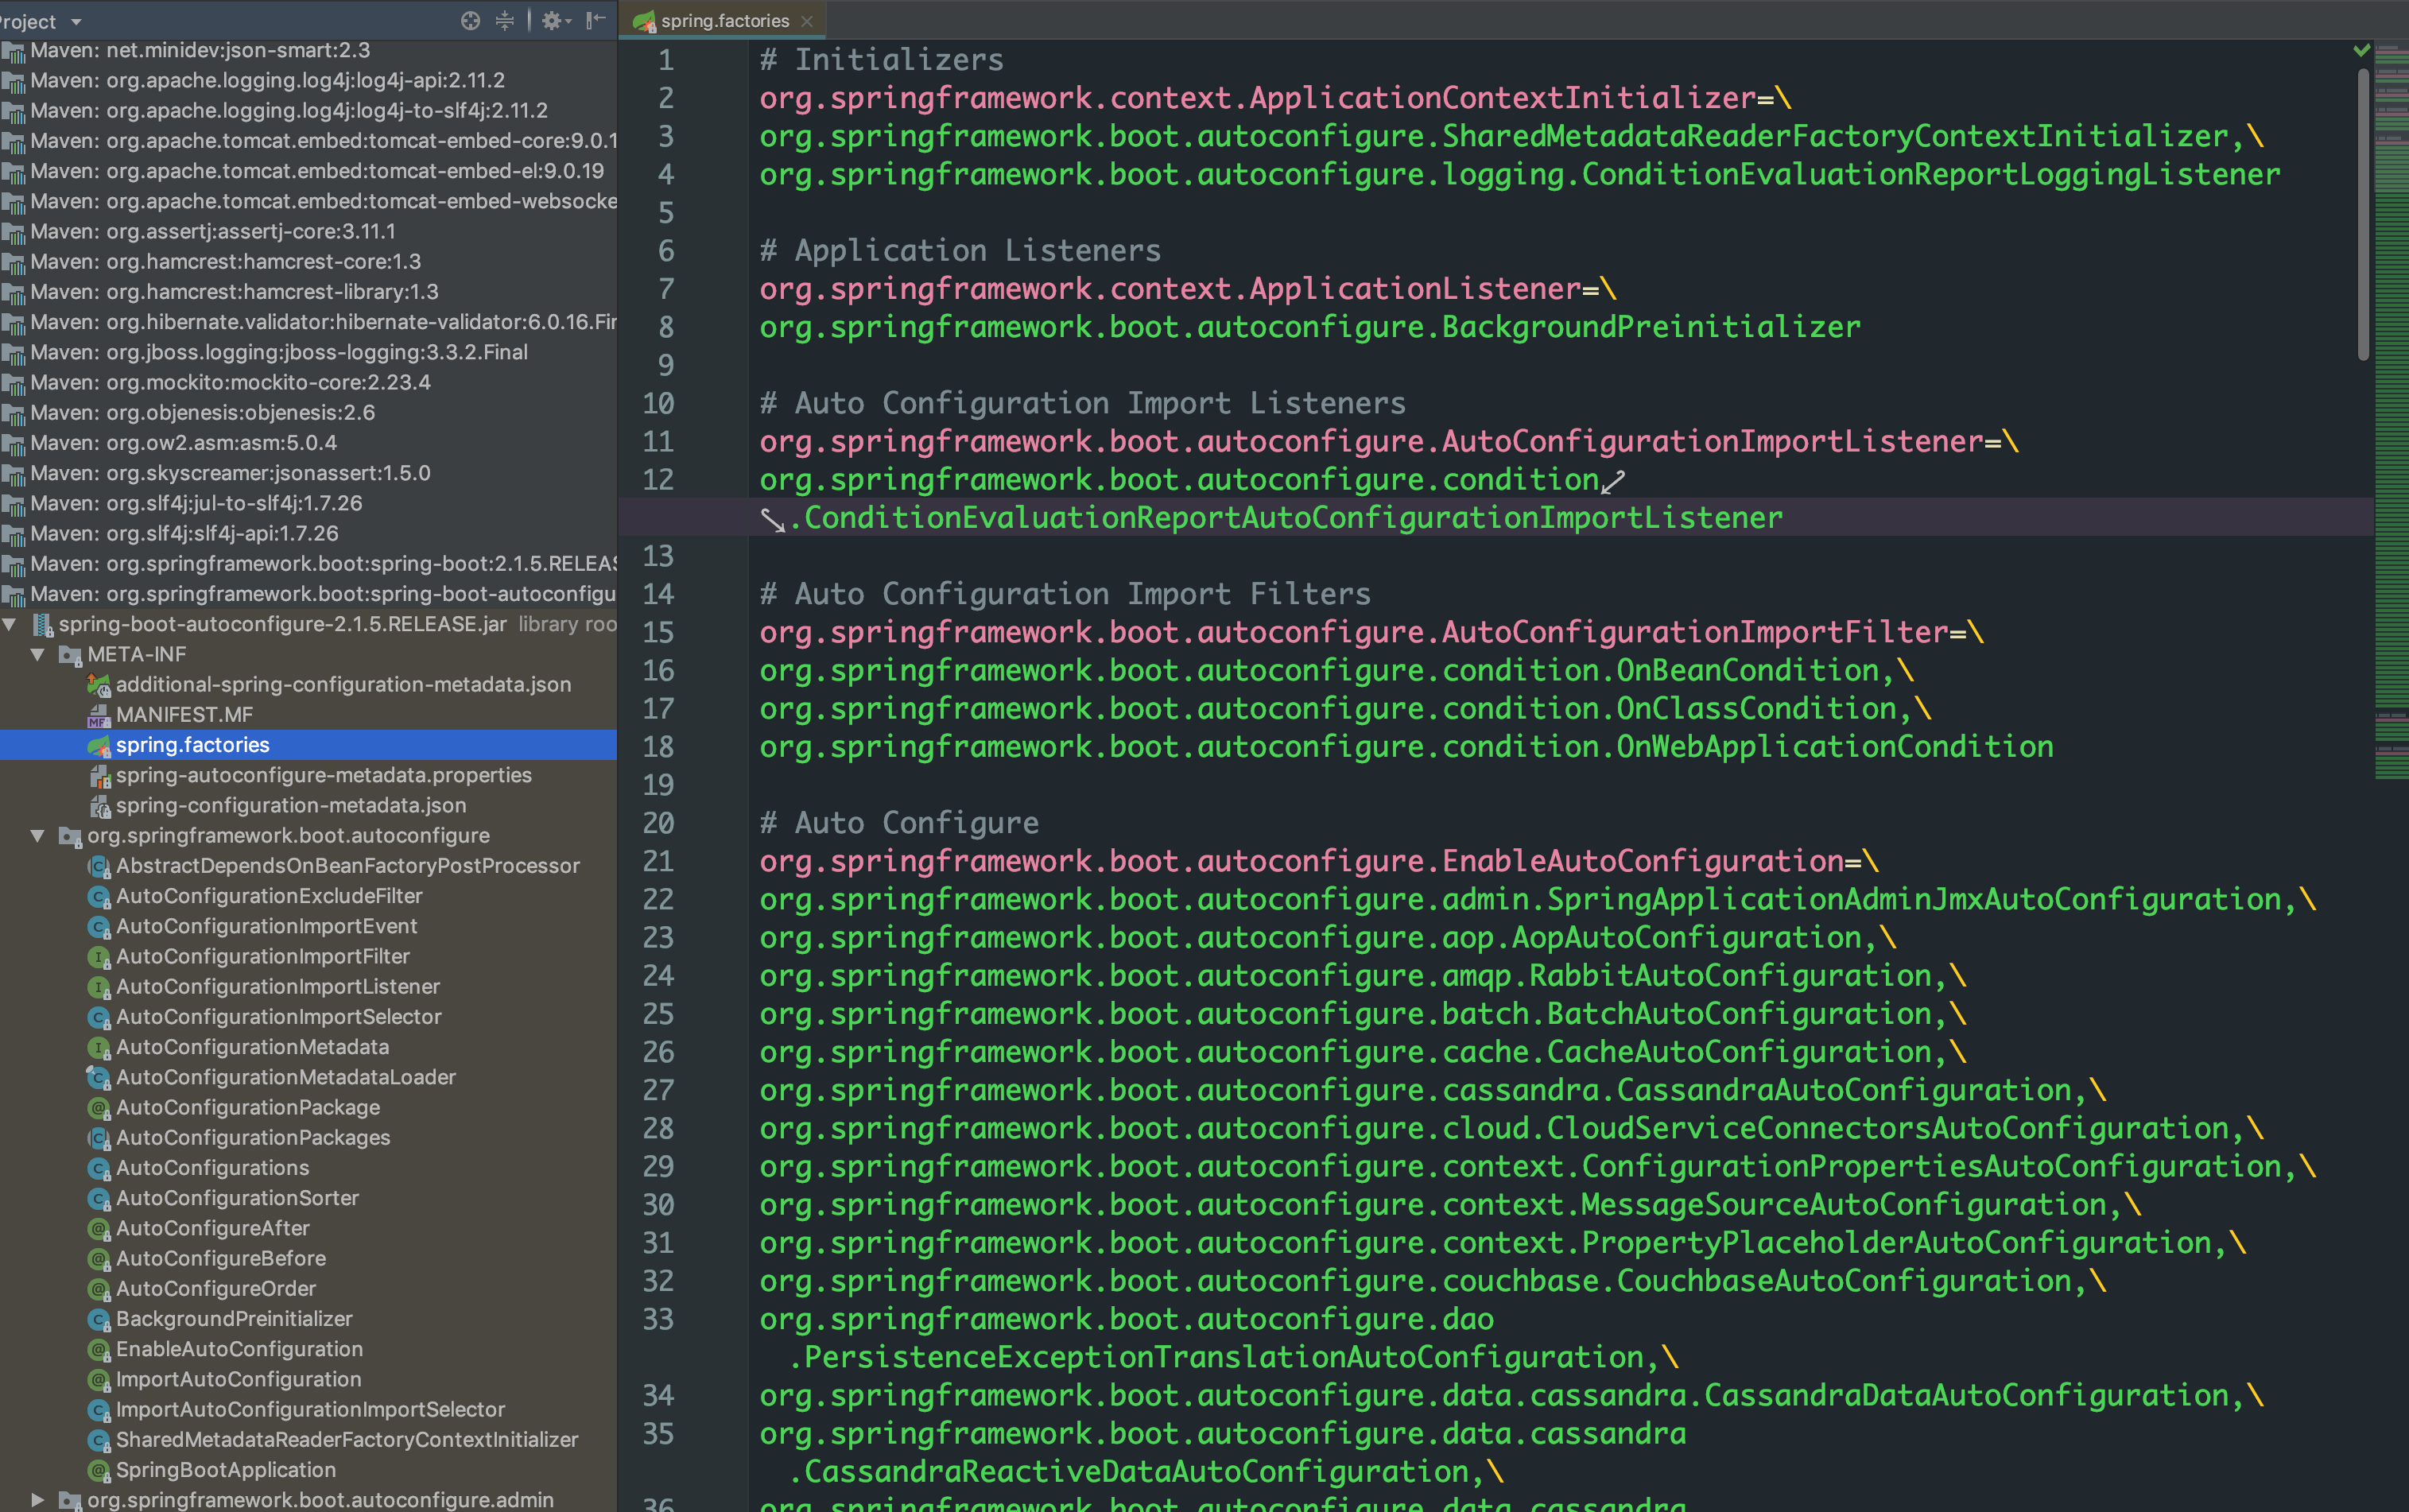 Project
Maven: net.minidev:json-smart:2.3
Maven: org.apache.logging.log4j:log4j-api:2.11.2
Maven: org.apache.logging.log4j:log4j-to-slf4j:2.11.2
Maven: org.apache.tomcat.embed:tomcat-embed-core:9.0.1
Maven: org.apache.tomcat.embed:tomcat-embed-el:9.0.19
Maven: org.apache.tomcat.embed:tomcat-embed-websocke
Maven: org.assertj:assertj-core:3.11.1
Maven: org.hamcrest:hamcrest-core:1.3
Maven: org.hamcrest:hamcrest-library:1.3
Maven: org.hibernate.validator:hibernate-validator:6.0.16.Fin
Maven: org.jboss.logging:jboss-logging:3.3.2.Final
Maven: org.mockito:mockito-core:2.23.4
Maven: org.objenesis:objenesis:2.6
Maven: org.ow2.asm:asm:5.0.4
Maven: org.skyscreamer:jsonassert:1.5.0
Maven: org.slf4j:jul-to-slf4j:1.7.26
Maven: org.slf4j:slf4j-api:1.7.26
Maven: org.springframework.boot:spring-boot:2.1.5.RELEAS
Maven: org.springframework.boot:spring-boot-autoconfigu
spring-boot-autoconfigure-2.1.5.RELEASE.jar library roo
META-INF
additional-spring-configuration-metadata.json
MANIFEST.MF
spring.factories
spring-autoconfigure-metadata.properties
spring-configuration-metadata.json
org.springframework.boot.autoconfigure
AbstractDependsOnBeanFactoryPostProcessor
AutoConfigurationExcludeFilter
AutoConfigurationImportEvent
AutoConfigurationImportFilter
AutoConfigurationImportListener
AutoConfigurationImportSelector
AutoConfigurationMetadata
AutoConfigurationMetadataLoader
AutoConfigurationPackage
AutoConfigurationPackages
AutoConfigurations
AutoConfigurationSorter
AutoConfigureAfter
AutoConfigureBefore
AutoConfigureOrder
BackgroundPreinitializer
EnableAutoConfiguration
ImportAutoConfiguration
ImportAutoConfigurationImportSelector
SharedMetadataReaderFactoryContextInitializer
SpringBootApplication
org.springframework.boot.autoconfigure.admin
spring.factories
1 # Initializers
2 org.springframework.context.ApplicationContextInitializer=\
3 org.springframework.boot.autoconfigure.SharedMetadataReaderFactoryContextInitializer,\
4 org.springframework.boot.autoconfigure.logging.ConditionEvaluationReportLoggingListener
5
6 # Application Listeners
7 org.springframework.context.ApplicationListener=\
8 org.springframework.boot.autoconfigure.BackgroundPreinitializer
9
10 # Auto Configuration Import Listeners
11 org.springframework.boot.autoconfigure.AutoConfigurationImportListener=\
12 org.springframework.boot.autoconfigure.condition
.ConditionEvaluationReportAutoConfigurationImportListener
13
14 # Auto Configuration Import Filters
15 org.springframework.boot.autoconfigure.AutoConfigurationImportFilter=\
16 org.springframework.boot.autoconfigure.condition.OnBeanCondition,\
17 org.springframework.boot.autoconfigure.condition.OnClassCondition,\
18 org.springframework.boot.autoconfigure.condition.OnWebApplicationCondition
19
20 # Auto Configure
21 org.springframework.boot.autoconfigure.EnableAutoConfiguration=\
22 org.springframework.boot.autoconfigure.admin.SpringApplicationAdminJmxAutoConfiguration,\
23 org.springframework.boot.autoconfigure.aop.AopAutoConfiguration,\
24 org.springframework.boot.autoconfigure.amqp.RabbitAutoConfiguration,\
25 org.springframework.boot.autoconfigure.batch.BatchAutoConfiguration,\
26 org.springframework.boot.autoconfigure.cache.CacheAutoConfiguration,\
27 org.springframework.boot.autoconfigure.cassandra.CassandraAutoConfiguration,\
28 org.springframework.boot.autoconfigure.cloud.CloudServiceConnectorsAutoConfiguration,\
29 org.springframework.boot.autoconfigure.context.ConfigurationPropertiesAutoConfiguration,\
30 org.springframework.boot.autoconfigure.context.MessageSourceAutoConfiguration,\
31 org.springframework.boot.autoconfigure.context.PropertyPlaceholderAutoConfiguration,\
32 org.springframework.boot.autoconfigure.couchbase.CouchbaseAutoConfiguration,\
33 org.springframework.boot.autoconfigure.dao
.PersistenceExceptionTranslationAutoConfiguration,\
34 org.springframework.boot.autoconfigure.data.cassandra.CassandraDataAutoConfiguration,\
35 org.springframework.boot.autoconfigure.data.cassandra
.CassandraReactiveDataAutoConfiguration,\
36 org.springframework.boot.autoconfigure.data.cassandra